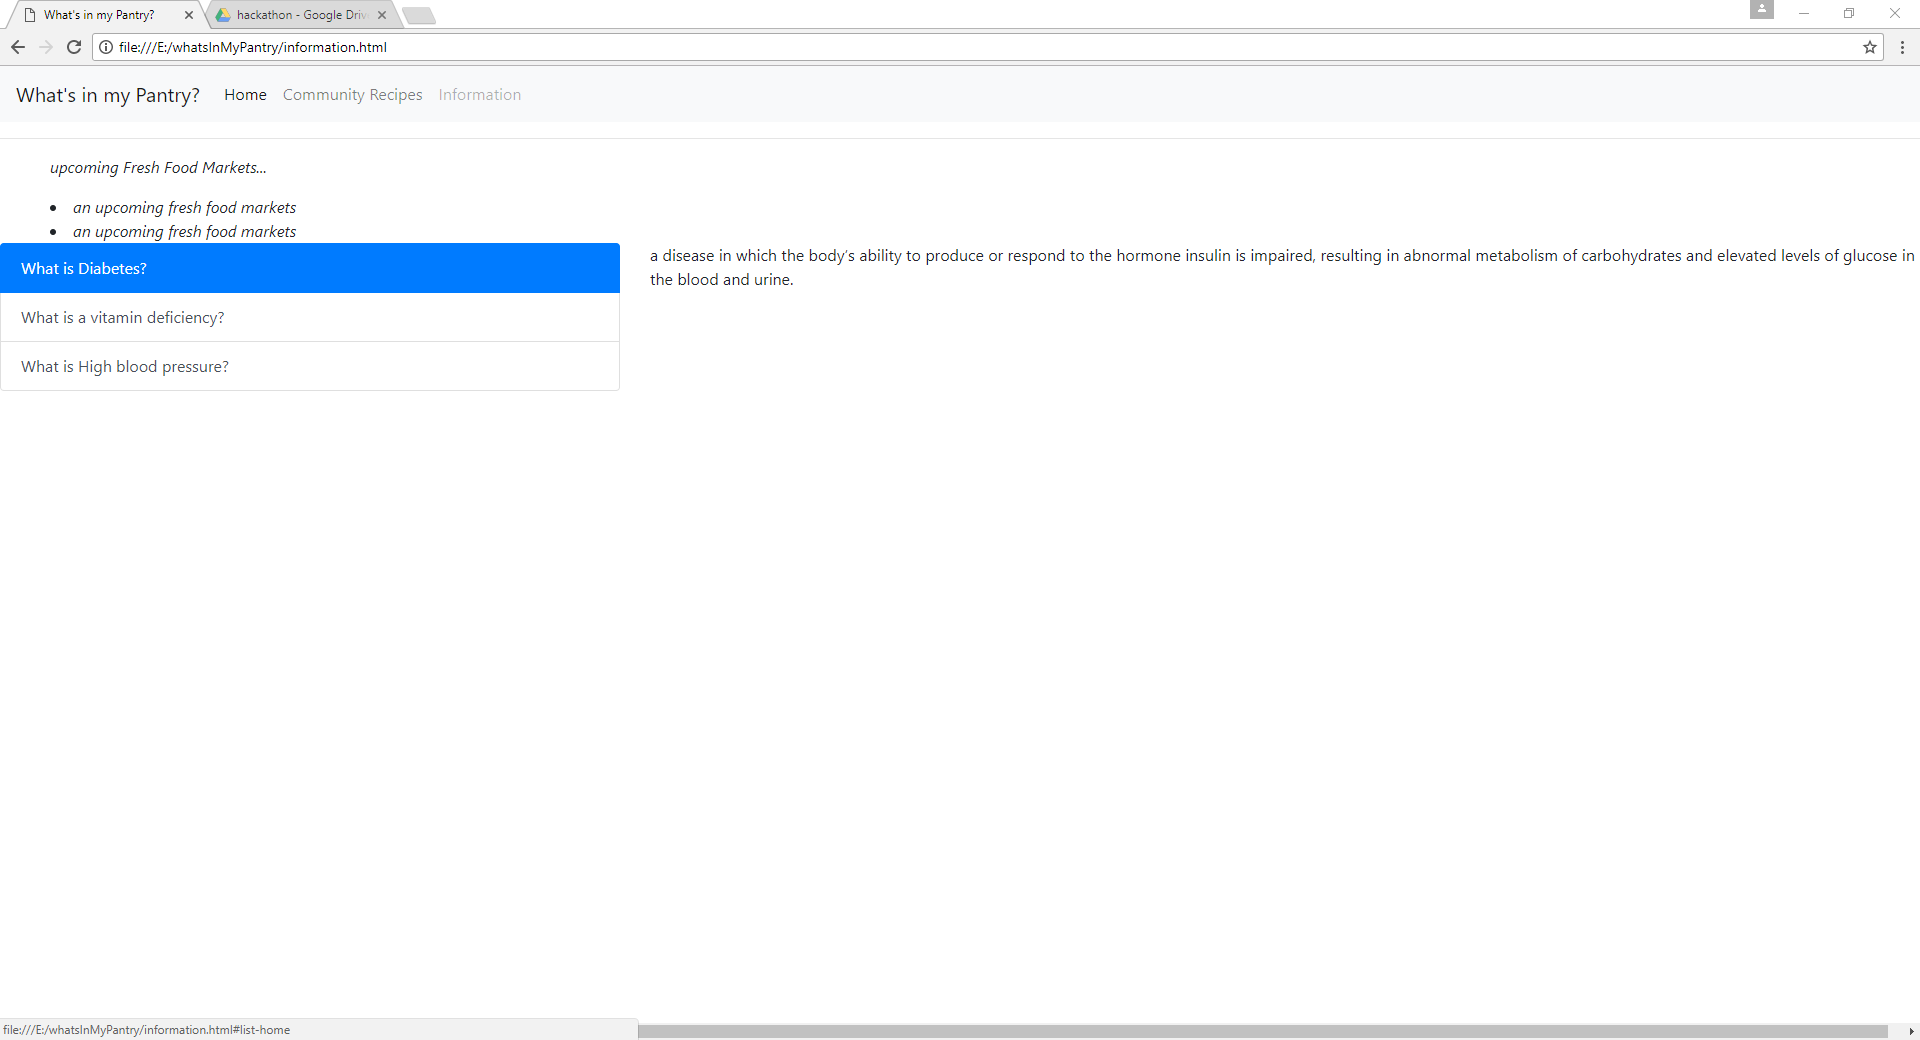 What's in my Pantry?
hackathon - Google Driv
file:///E:/whatsInMyPantry/information.html
What's in my Pantry? Home Community Recipes Information
upcoming Fresh Food Markets...
an upcoming fresh food markets
an upcoming fresh food markets
What is Diabetes?
What is a vitamin deficiency?
What is High blood pressure?
a disease in which the body's ability to produce or respond to the hormone insulin is impaired, resulting in abnormal metabolism of carbohydrates and elevated levels of glucose in
the blood and urine.
file:///E:/whatsInMyPantry/information.html#list-home